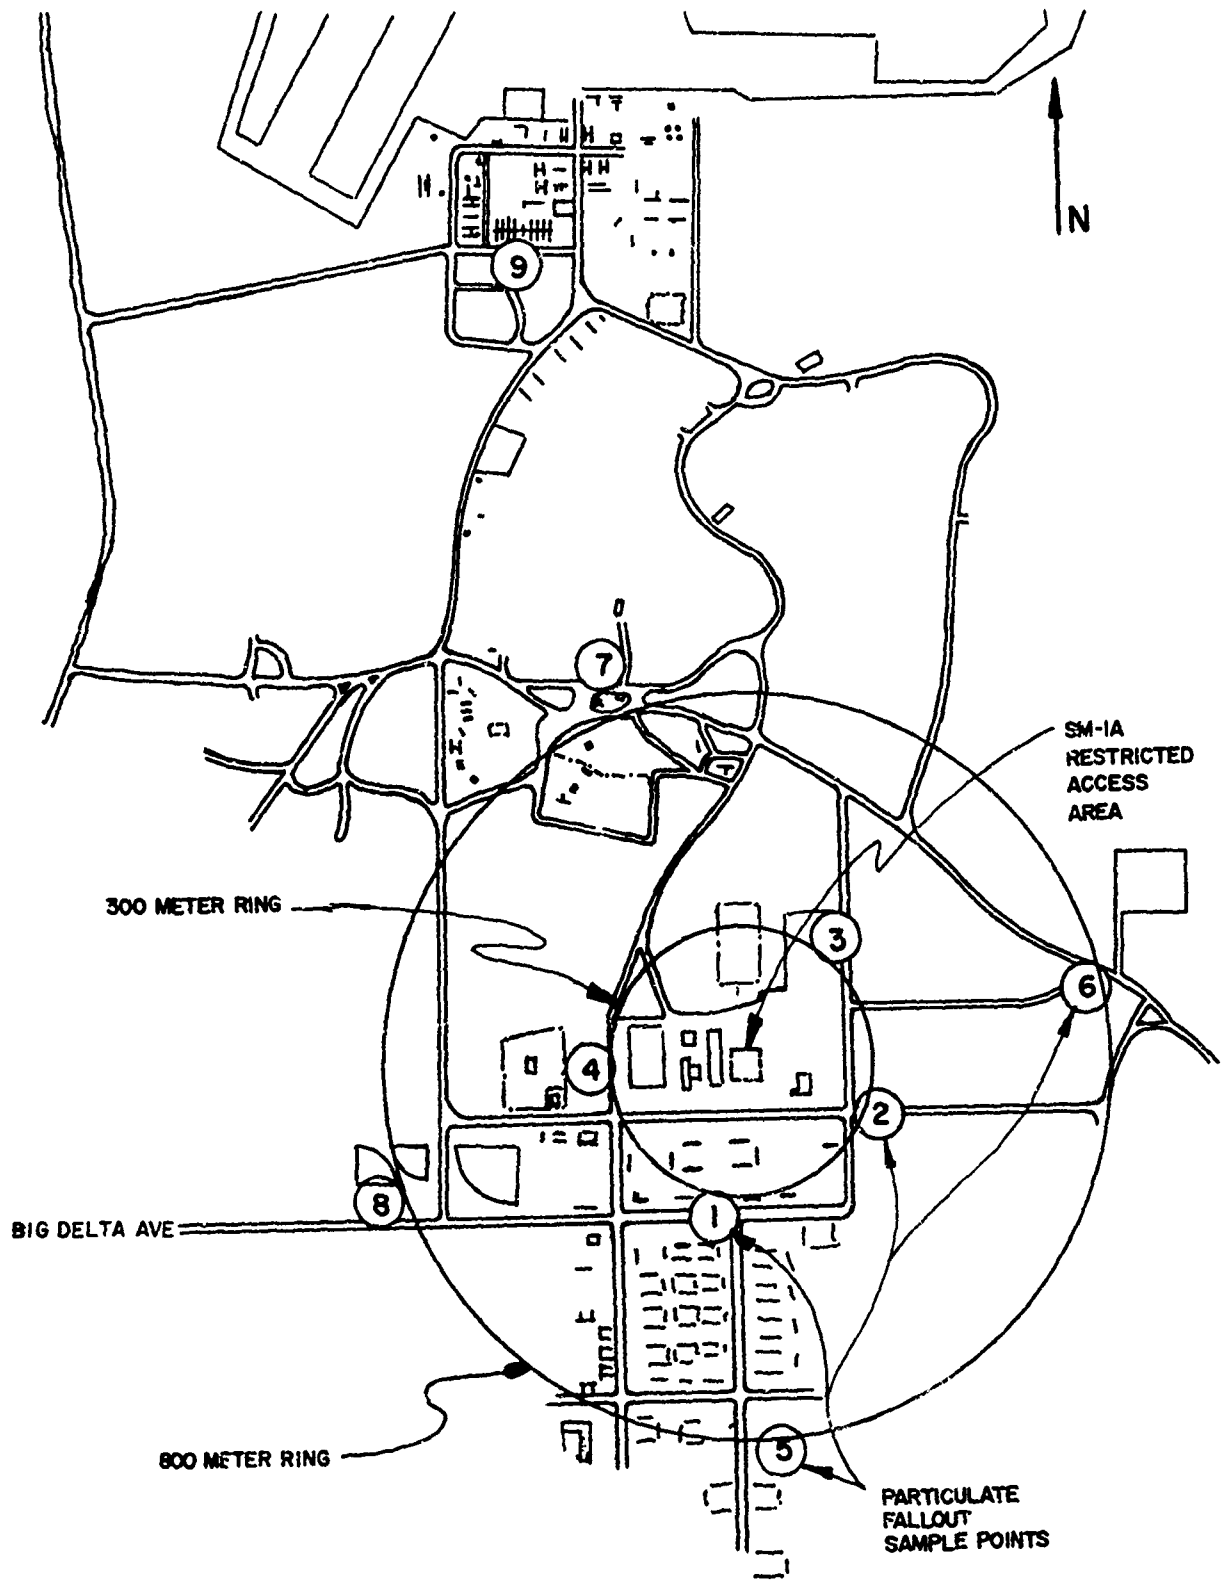 N
9
7
SM-1A
RESTRICTED
ACCESS
AREA
300 METER RING
3
6
4
2
8
1
BIG DELTA AVE
800 METER RING
5
PARTICULATE
FALLOUT
SAMPLE POINTS